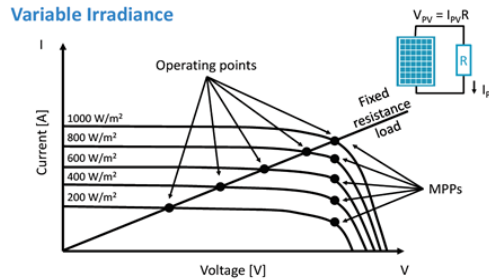 Variable Irradiance
V_PV = I_PV R
I
R
Operating points
Fixed
resistance
load
1000 W/m²
800 W/m²
600 W/m²
400 W/m²
200 W/m²
MPPs
Current [A]
Voltage [V]
V